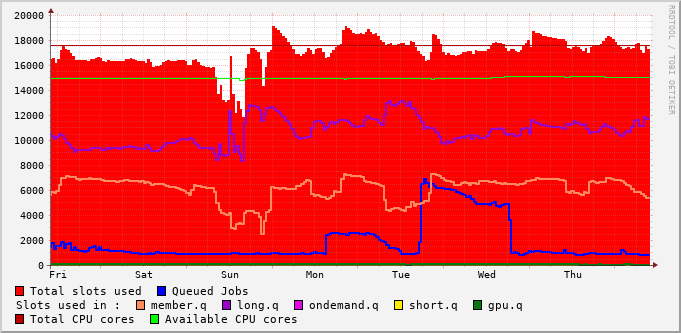 20000
18000
16000
14000
12000
10000
8000
6000
4000
2000
0
Fri Sat Sun Mon Tue Wed Thu
RRDTOOL / TOBI OETIKER
Total slots used Queued Jobs
Slots used in : member.q long.q ondemand.q short.q gpu.q
Total CPU cores Available CPU cores